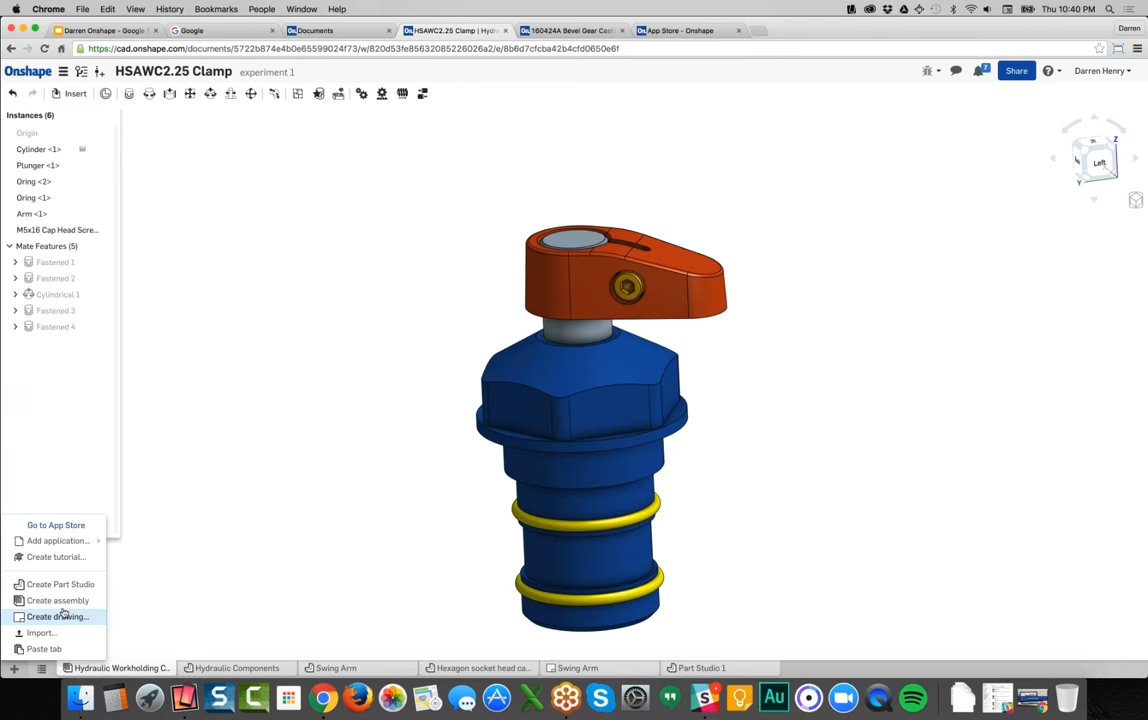 Chrome File Edit View History Bookmarks People Window Help Thu 10:40 PM
Darren Onshape - Google S Google Documents HSAWC2.25 Clamp | Hydr 160424A Bevel Gear Cast App Store - Onshape Darren
https://cad.onshape.com/documents/5722b874e4b0e65599024f73/w/820d53fe85632085226026a2/e/8b6d7cfcba42b4cfd0650e6f
Onshape HSAWC2.25 Clamp experiment 1 7 Share Darren Henry
Insert
Instances (6)
Origin
Cylinder <1>
Plunger <1>
Oring <2>
Oring <1>
Arm <1>
M5x16 Cap Head Scre...
Mate Features (5)
Fastened 1
Fastened 2
Cylindrical 1
Fastened 3
Fastened 4
Z
Left
Y
Go to App Store
Add application...
Create tutorial...
Create Part Studio
Create assembly
Create drawing...
Import...
Paste tab
Hydraulic Workholding C... Hydraulic Components Swing Arm Hexagon socket head ca... Swing Arm Part Studio 1